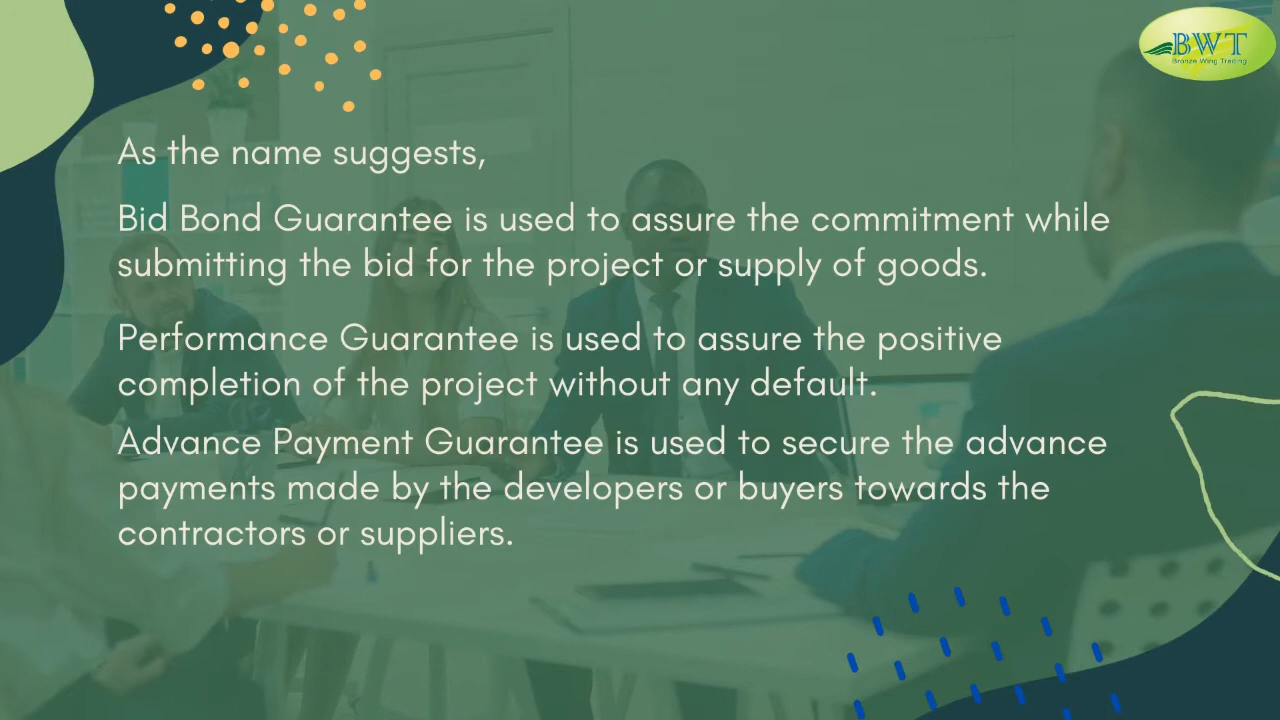 BWT
Bronze Wing Trading
As the name suggests,
Bid Bond Guarantee is used to assure the commitment while
submitting the bid for the project or supply of goods.
Performance Guarantee is used to assure the positive
completion of the project without any default.
Advance Payment Guarantee is used to secure the advance
payments made by the developers or buyers towards the
contractors or suppliers.